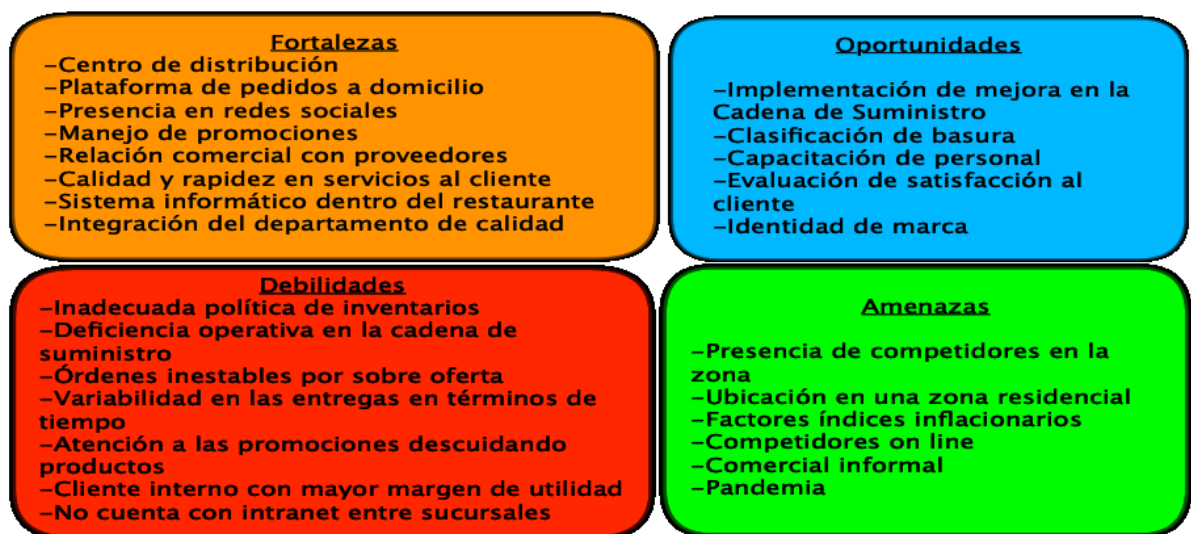 Fortalezas
-Centro de distribución
-Plataforma de pedidos a domicilio
-Presencia en redes sociales
-Manejo de promociones
-Relación comercial con proveedores
-Calidad y rapidez en servicios al cliente
-Sistema informático dentro del restaurante
-Integración del departamento de calidad
Oportunidades
-Implementación de mejora en la
Cadena de Suministro
-Clasificación de basura
-Capacitación de personal
-Evaluación de satisfacción al
cliente
-Identidad de marca
Debilidades
-Inadecuada política de inventarios
-Deficiencia operativa en la cadena de
suministro
-Órdenes inestables por sobre oferta
-Variabilidad en las entregas en términos de
tiempo
-Atención a las promociones descuidando
productos
-Cliente interno con mayor margen de utilidad
-No cuenta con intranet entre sucursales
Amenazas
-Presencia de competidores en la
zona
-Ubicación en una zona residencial
-Factores índices inflacionarios
-Competidores on line
-Comercial informal
-Pandemia